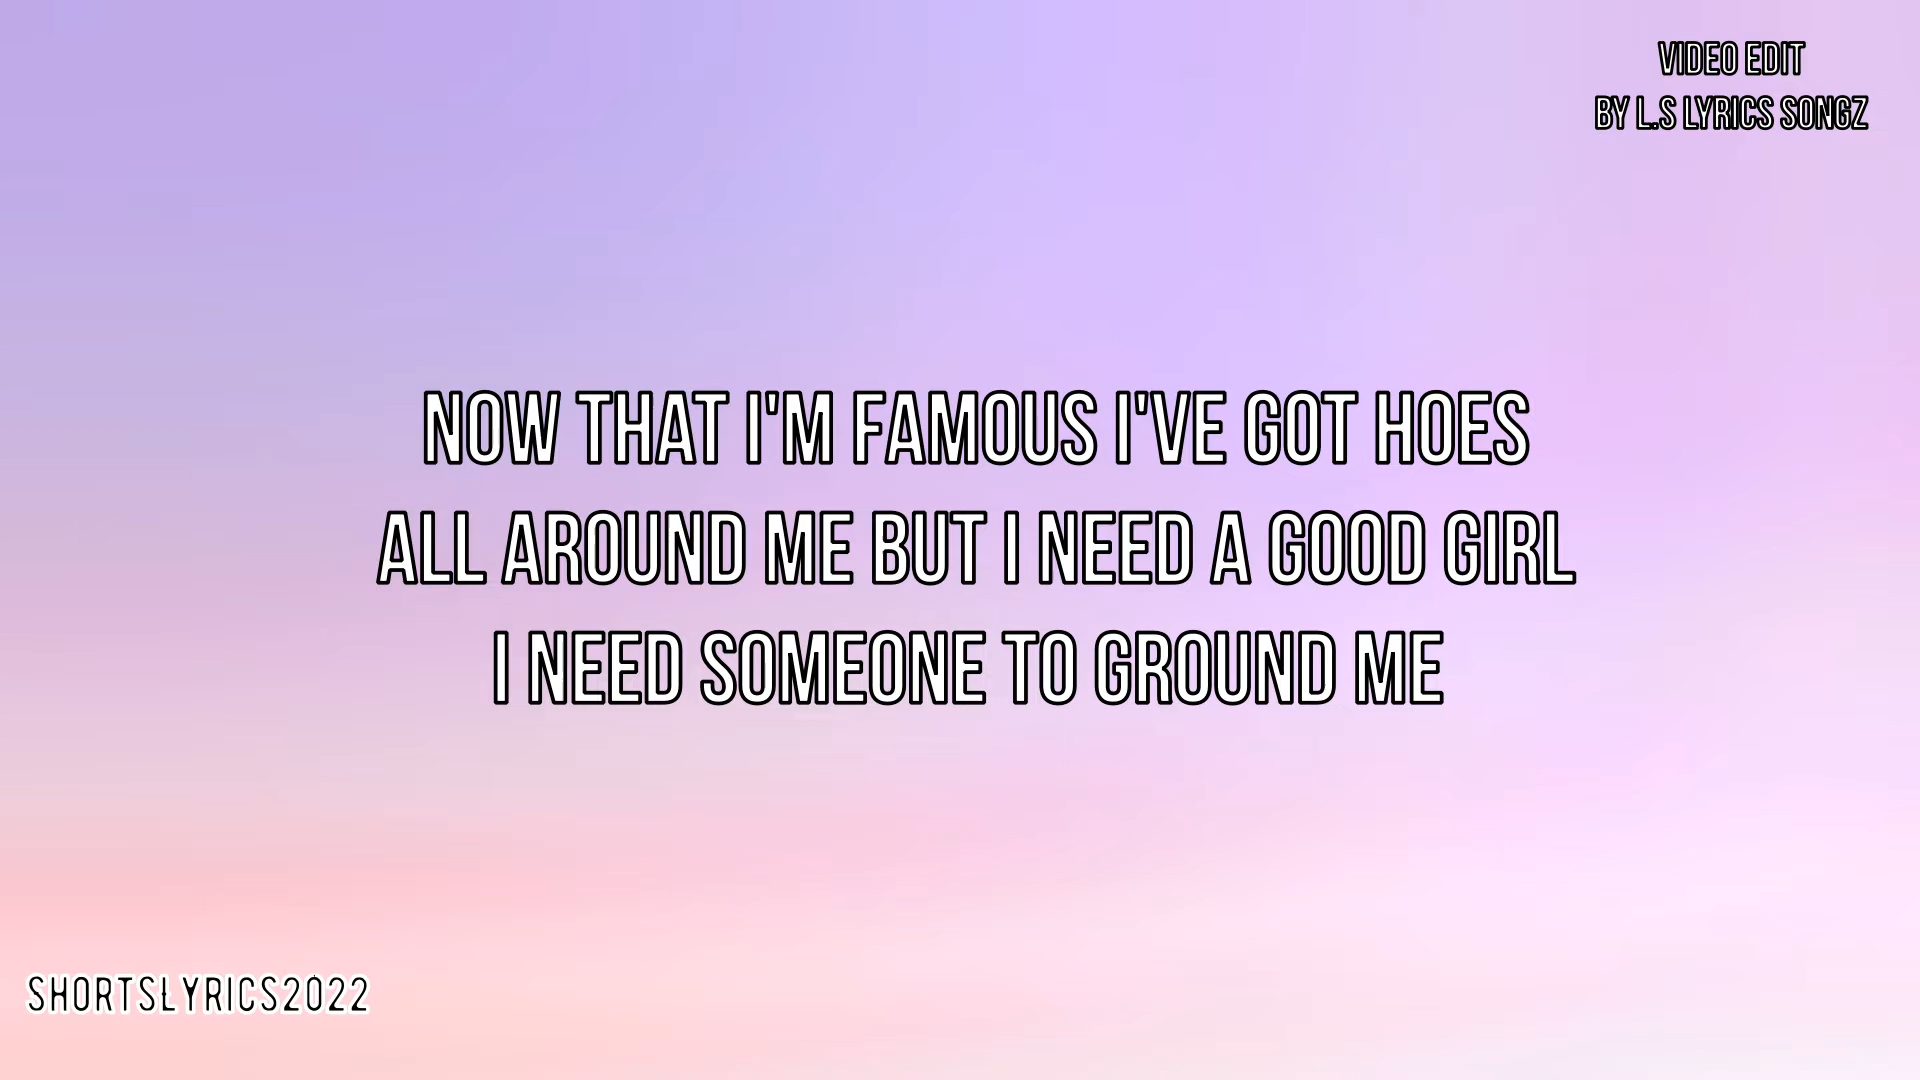 VIDEO EDIT
BY L.S LYRICS SONGZ
NOW THAT I'M FAMOUS I'VE GOT HOES
ALL AROUND ME BUT I NEED A GOOD GIRL
I NEED SOMEONE TO GROUND ME
SHORTSLYRICS2022